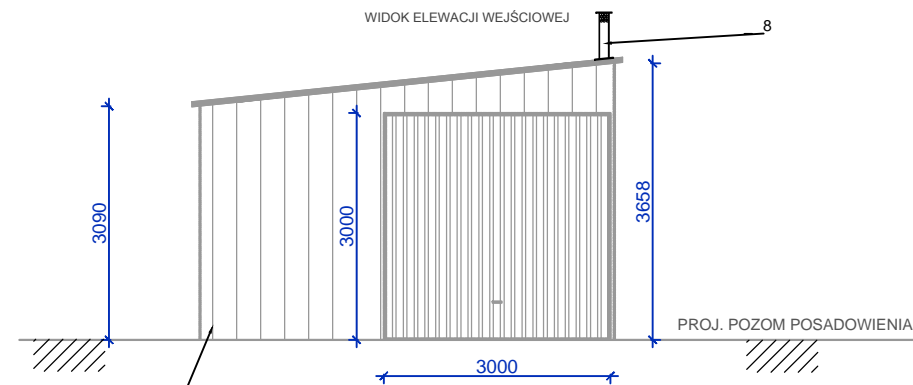 WIDOK ELEWACJI WEJŚCIOWEJ
8
3090
3000
3658
PROJ. POZOM POSADOWIENIA
3000